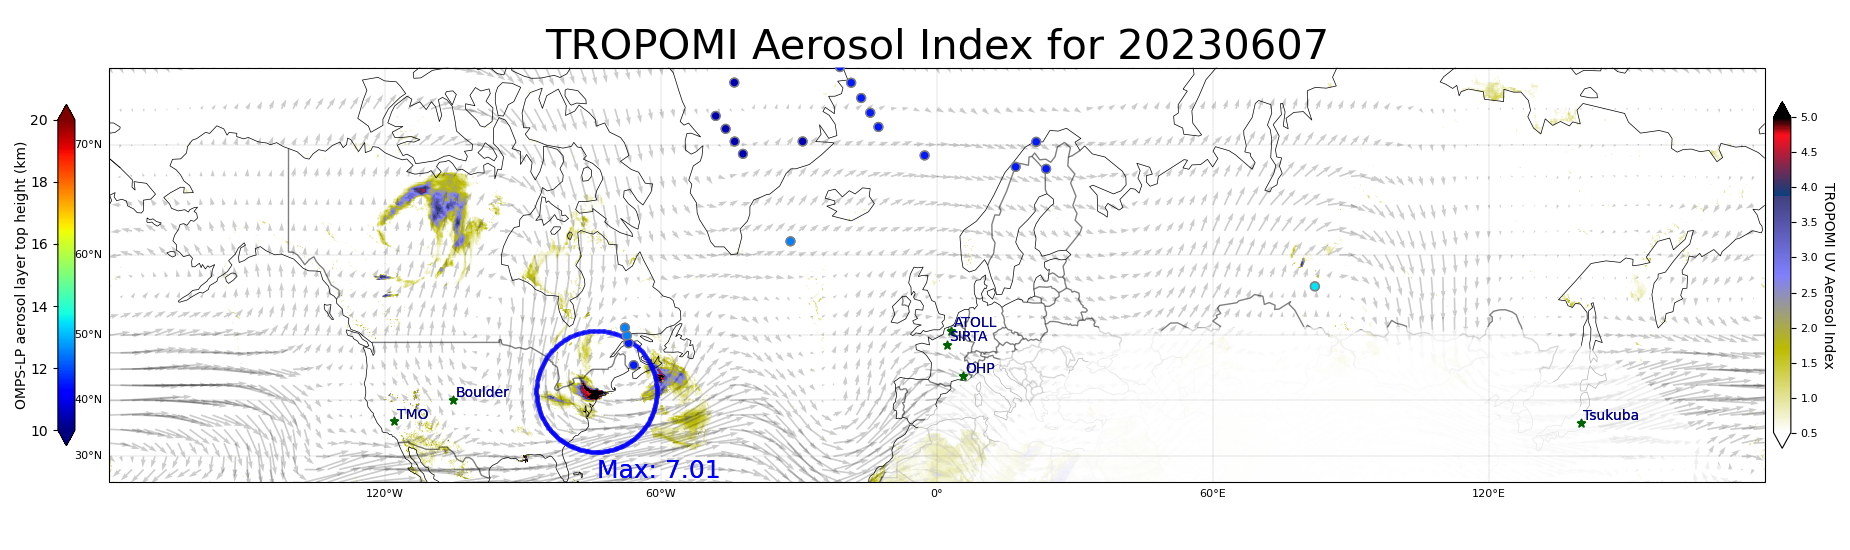 TROPOMI Aerosol Index for 20230607
OMPS-LP aerosol layer top height (km)
20
18
16
14
12
10
70°N
60°N
50°N
40°N
30°N
120°W
60°W
0°
60°E
120°E
ATOLL
SIRTA
OHP
Boulder
TMO
Tsukuba
Max: 7.01
5.0
4.5
4.0
3.5
3.0
2.5
2.0
1.5
1.0
0.5
TROPOMI UV Aerosol Index